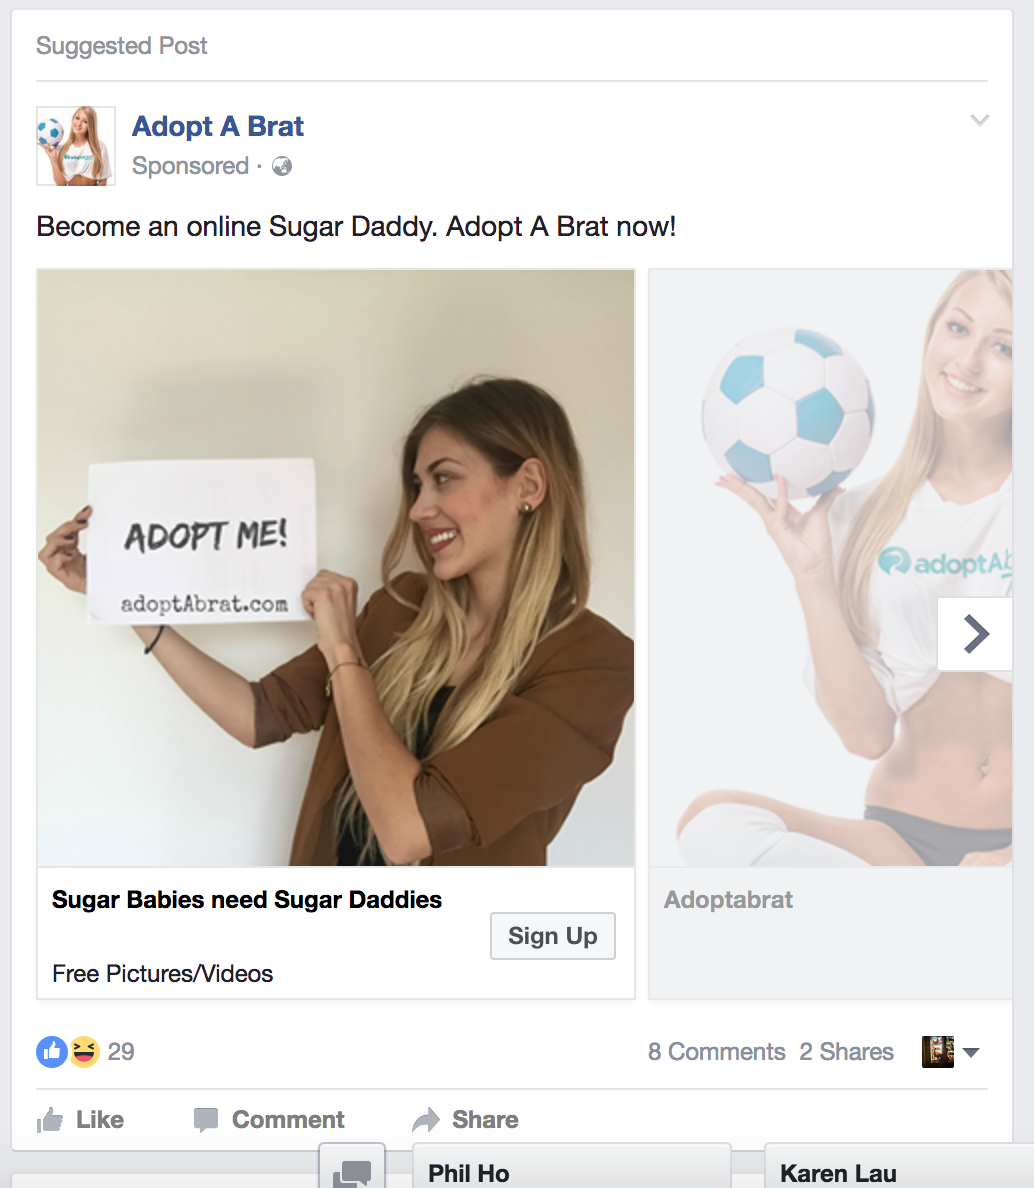 Suggested Post
Adopt A Brat
Sponsored ·
Become an online Sugar Daddy. Adopt A Brat now!
ADOPT ME!
adoptAbrat.com
adoptAb
Sugar Babies need Sugar Daddies
Sign Up
Free Pictures/Videos
Adoptabrat
29
8 Comments 2 Shares
Like Comment Share
Phil Ho
Karen Lau